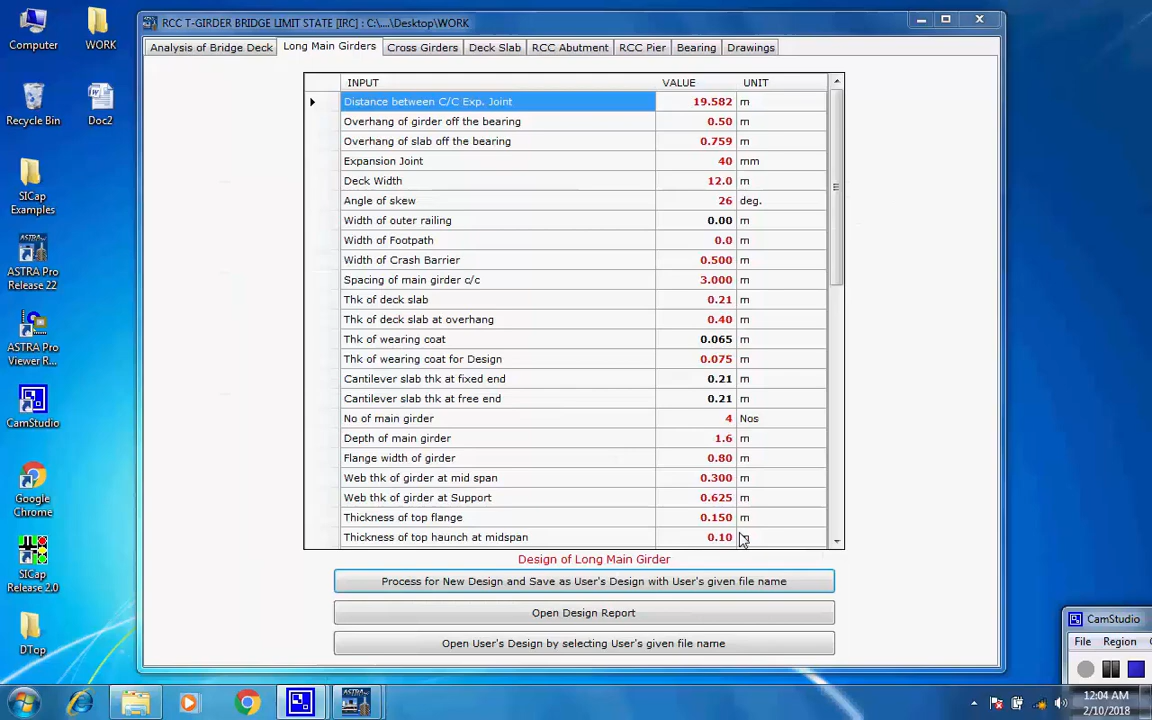 RCC T-GIRDER BRIDGE LIMIT STATE [IRC] : C:\....\Desktop\WORK
Analysis of Bridge Deck Long Main Girders Cross Girders Deck Slab RCC Abutment RCC Pier Bearing Drawings
INPUT VALUE UNIT
Distance between C/C Exp. Joint 19.582 m
Overhang of girder off the bearing 0.50 m
Overhang of slab off the bearing 0.759 m
Expansion Joint 40 mm
Deck Width 12.0 m
Angle of skew 26 deg.
Width of outer railing 0.00 m
Width of Footpath 0.0 m
Width of Crash Barrier 0.500 m
Spacing of main girder c/c 3.000 m
Thk of deck slab 0.21 m
Thk of deck slab at overhang 0.40 m
Thk of wearing coat 0.065 m
Thk of wearing coat for Design 0.075 m
Cantilever slab thk at fixed end 0.21 m
Cantilever slab thk at free end 0.21 m
No of main girder 4 Nos
Depth of main girder 1.6 m
Flange width of girder 0.80 m
Web thk of girder at mid span 0.300 m
Web thk of girder at Support 0.625 m
Thickness of top flange 0.150 m
Thickness of top haunch at midspan 0.10
Design of Long Main Girder
Process for New Design and Save as User's Design with User's given file name
Open Design Report
Open User's Design by selecting User's given file name
Computer
WORK
Recycle Bin
Doc2
SICap
Examples
ASTRA Pro
Release 22
ASTRA Pro
Viewer R...
CamStudio
Google
Chrome
SICap
Release 2.0
DTop
CamStudio
File Region
12:04 AM
2/10/2018